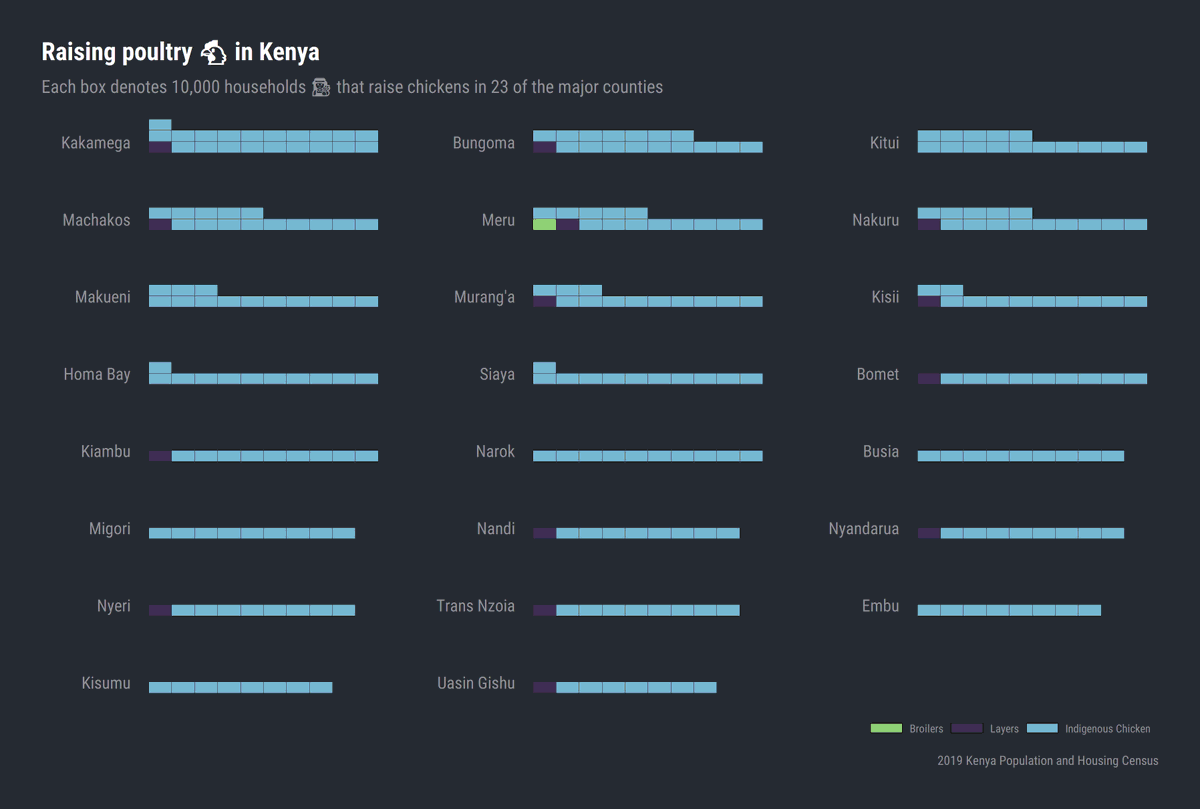 Raising poultry in Kenya
Each box denotes 10,000 households that raise chickens in 23 of the major counties
Kakamega
Bungoma
Kitui
Machakos
Meru
Nakuru
Makueni
Murang'a
Kisii
Homa Bay
Siaya
Bomet
Kiambu
Narok
Busia
Migori
Nandi
Nyandarua
Nyeri
Trans Nzoia
Embu
Kisumu
Uasin Gishu
Broilers Layers Indigenous Chicken
2019 Kenya Population and Housing Census